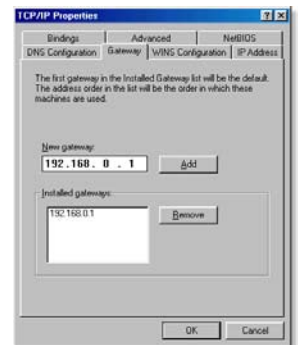 TCP/IP Properties
Bindings Advanced NetBIOS
DNS Configuration Gateway WINS Configuration IP Address
The first gateway in the Installed Gateway list will be the default.
The address order in the list will be the order in which these
machines are used.
New gateway:
192.168. 0 . 1 Add
Installed gateways:
192.168.0.1 Remove
OK Cancel